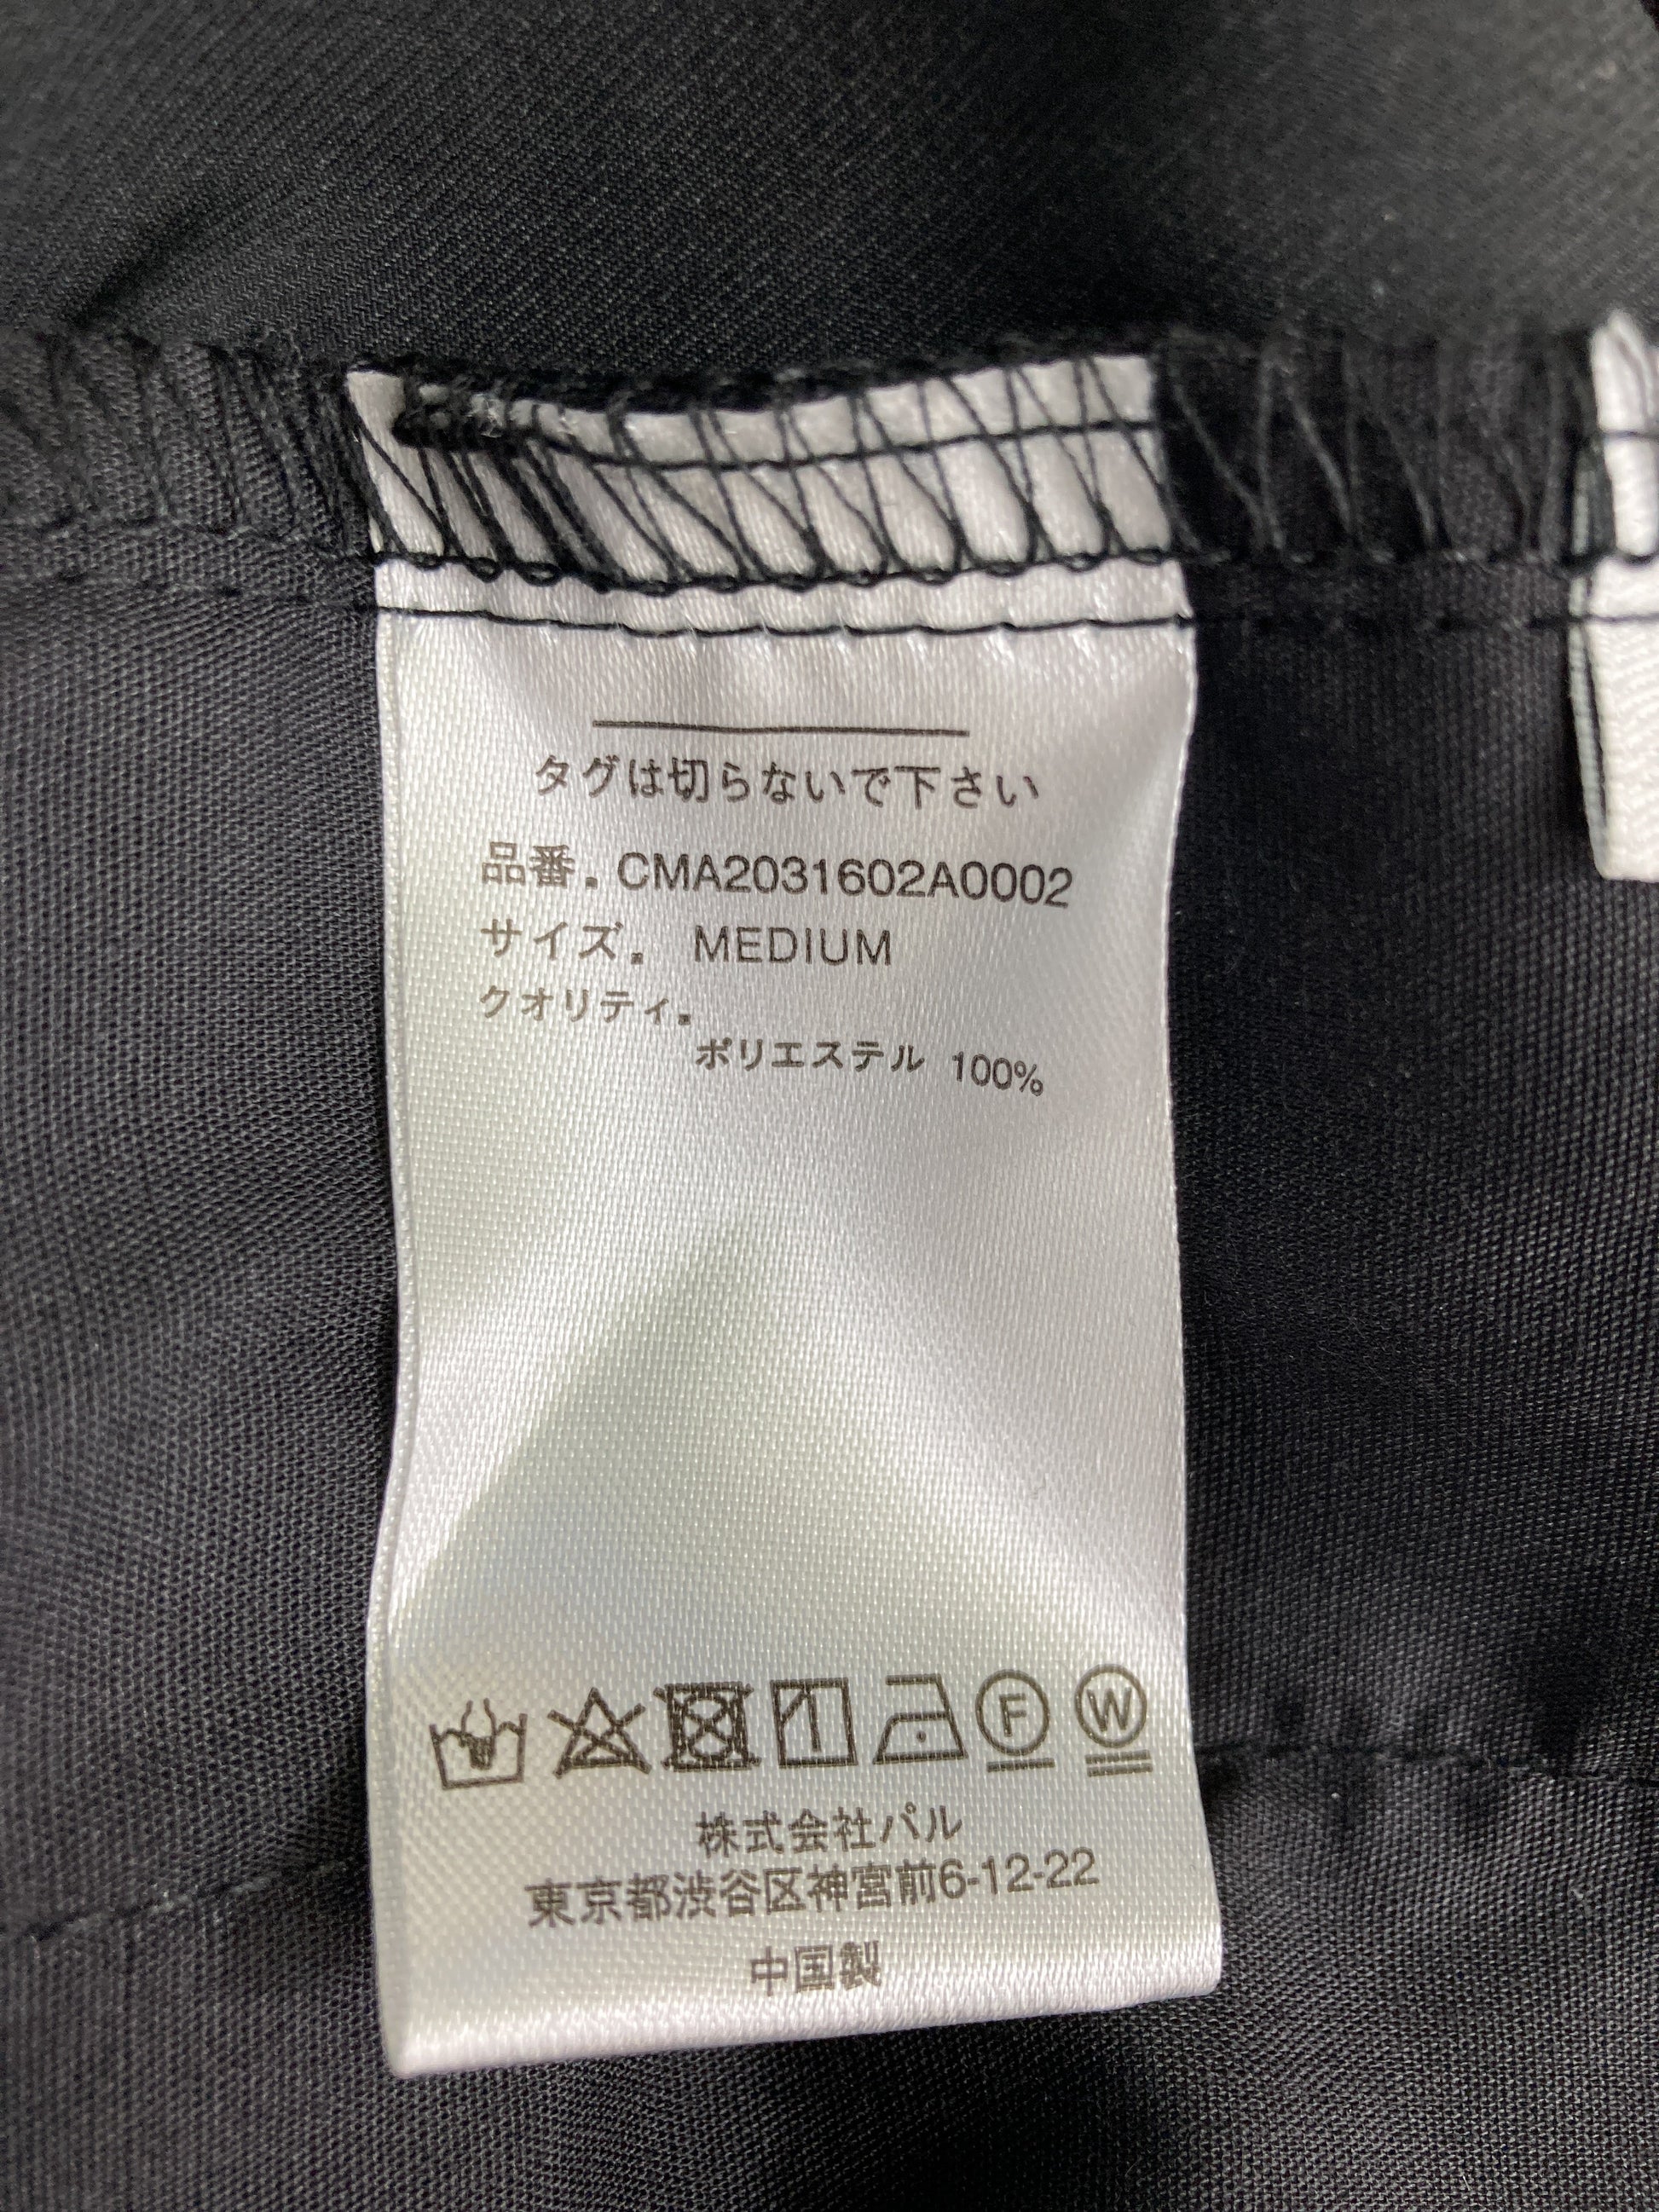 タグは切らないで下さい
品番. CMA2031602A0002
サイズ. MEDIUM
クオリティ.
ポリエステル 100%
F W
株式会社パル
東京都渋谷区神宮前6-12-22
中国製